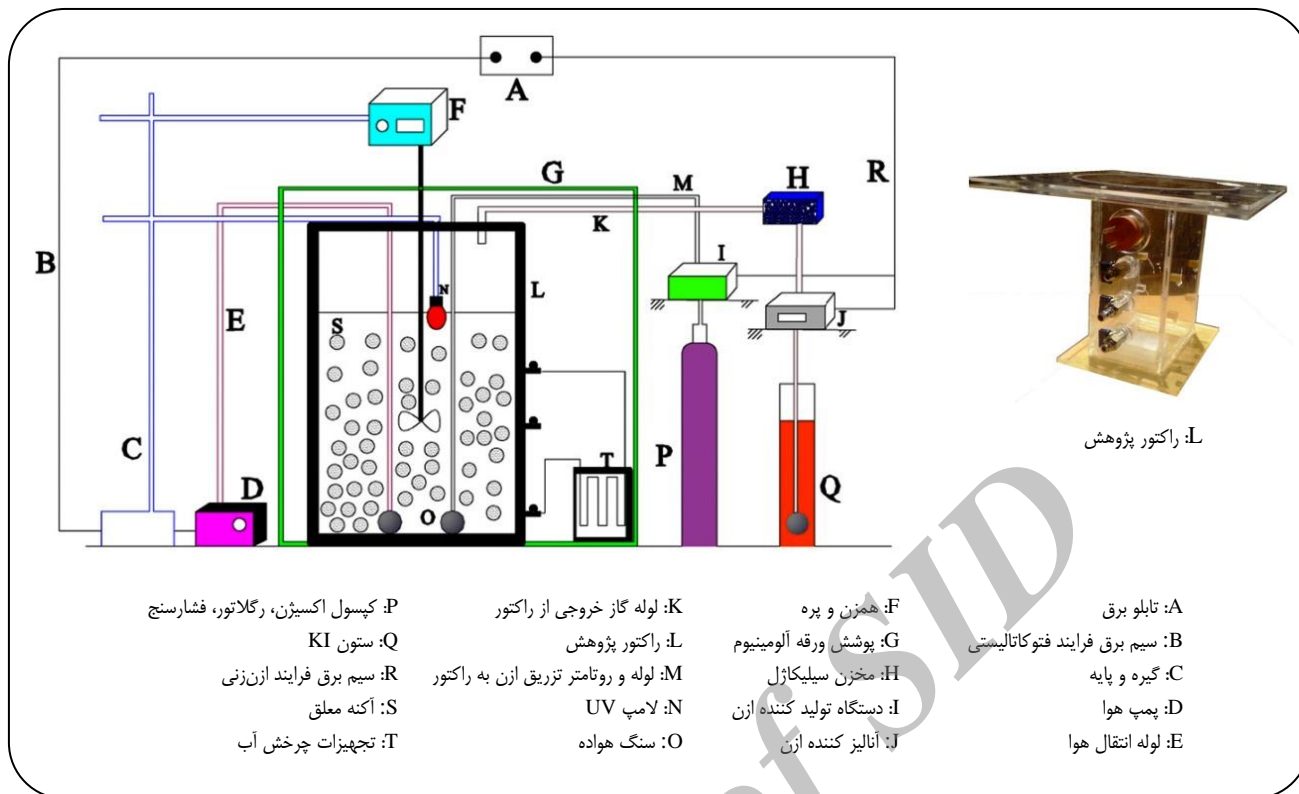 A
F
G
M
H
R
K
I
B
N
L
S
J
E
C
P
T
D
O
Q
L: راکتور پژوهش
A: تابلو برق
B: سیم برق فرایند فتوکاتالیستی
C: گیره و پایه
D: پمپ هوا
E: لوله انتقال هوا
F: همزن و پره
G: پوشش ورقه آلومینیوم
H: مخزن سیلیکاژل
I: دستگاه تولید کننده ازن
J: آنالیز کننده ازن
K: لوله گاز خروجی از راکتور
L: راکتور پژوهش
M: لوله و روتامتر تزریق ازن به راکتور
N: لامپ UV
O: سنگ هواده
P: کپسول اکسیژن، رگلاتور، فشارسنج
Q: ستون KI
R: سیم برق فرایند ازن‌زنی
S: آکنه معلق
T: تجهیزات چرخش آب
of SID